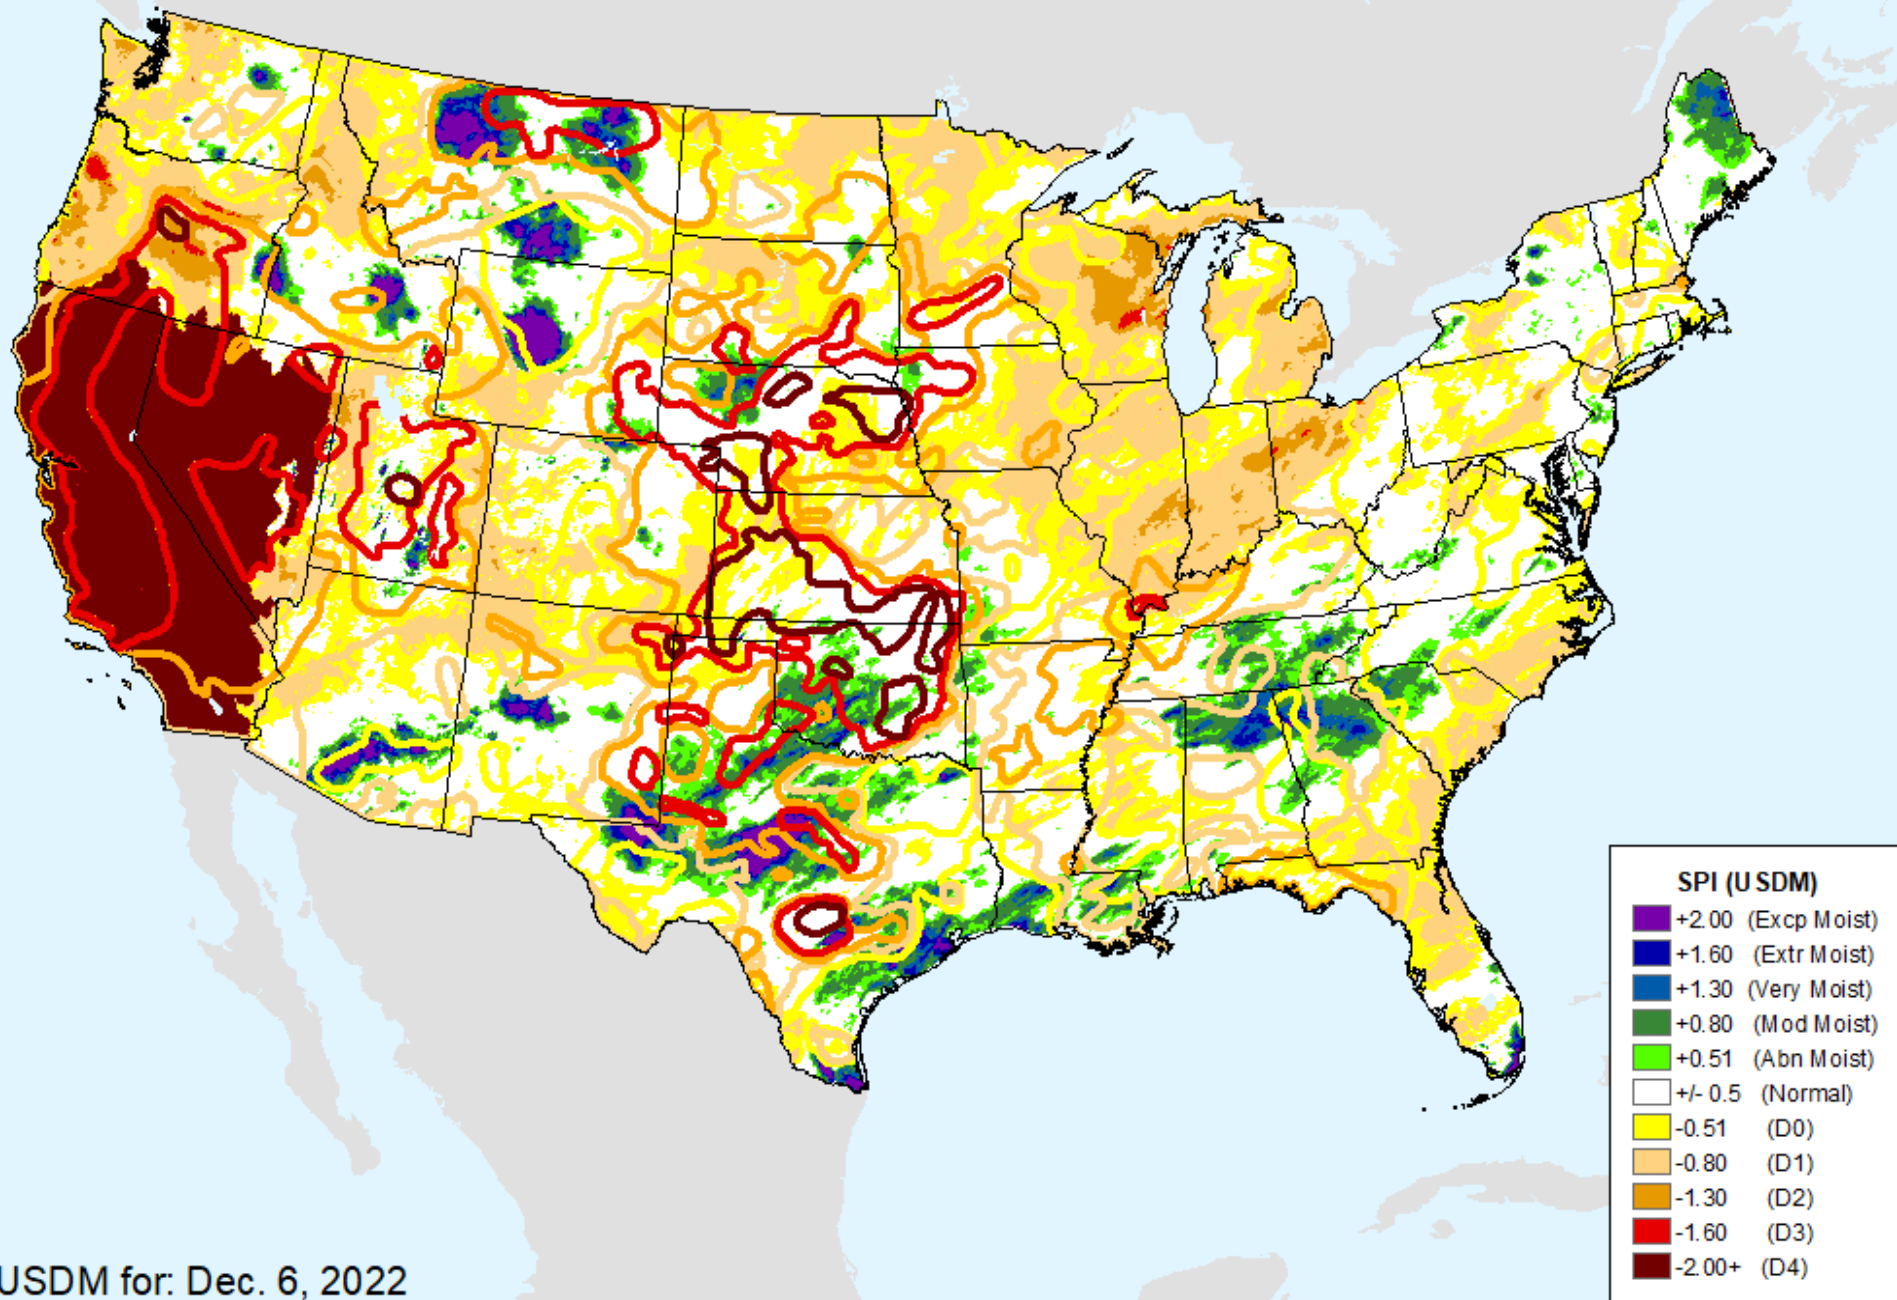 SPI (USDM)
+2.00 (Excp Moist)
+1.60 (Extr Moist)
+1.30 (Very Moist)
+0.80 (Mod Moist)
+0.51 (Abn Moist)
+/- 0.5 (Normal)
-0.51 (D0)
-0.80 (D1)
-1.30 (D2)
-1.60 (D3)
-2.00+ (D4)
USDM for: Dec. 6, 2022